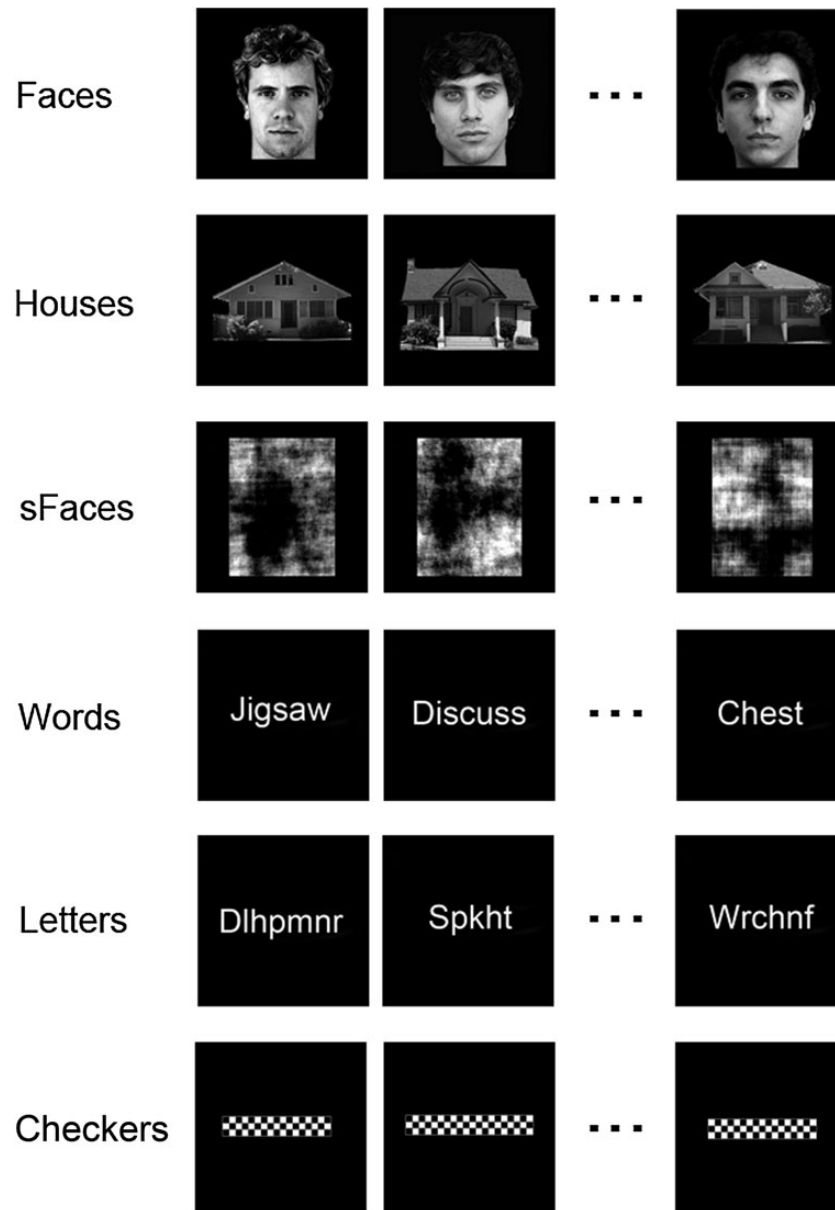 Faces
Houses
sFaces
Words
Jigsaw Discuss Chest
Letters
Dlhpmnr Spkht Wrchnf
Checkers